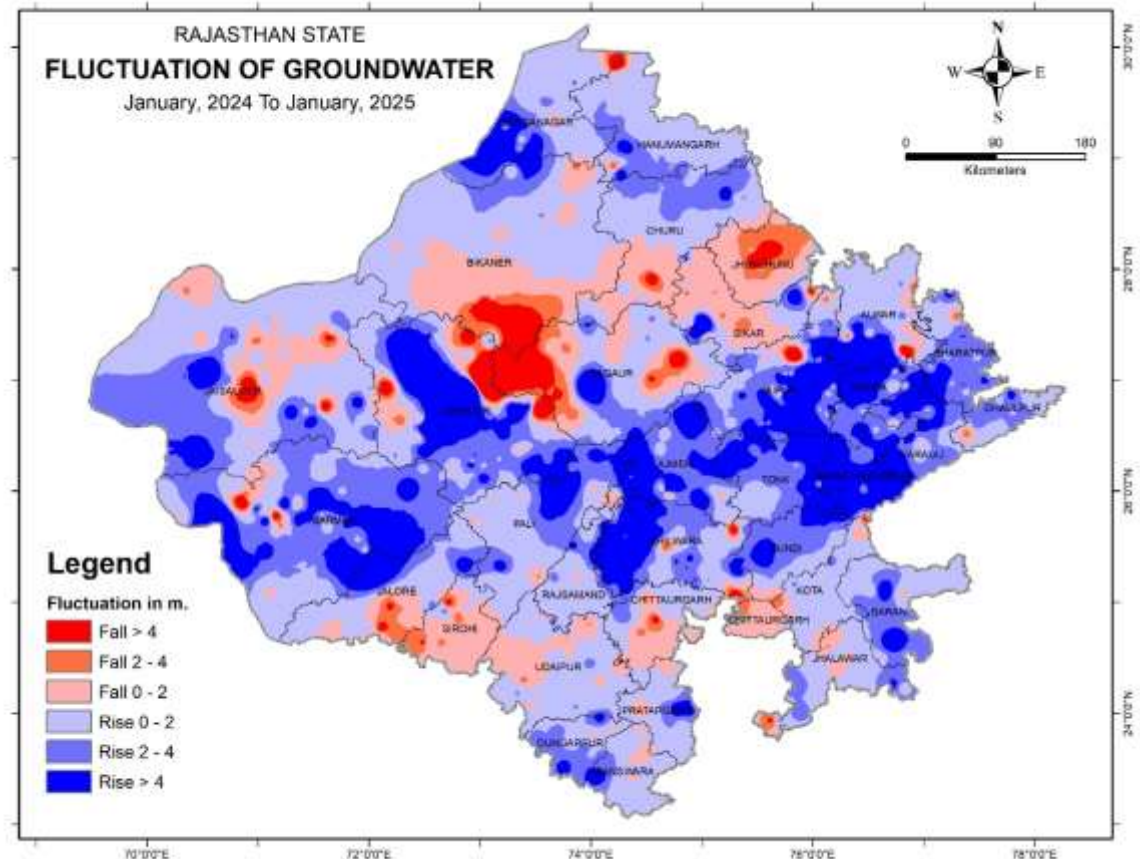 RAJASTHAN STATE
FLUCTUATION OF GROUNDWATER
January, 2024 To January, 2025
N
W
E
S
0 90 180
Kilometers
30°0'0"N
28°0'0"N
26°0'0"N
24°0'0"N
HANUMANGARH
CHURU
BIKANER
JHUNJHUNU
SIKAR
ALWAR
BHARATPUR
DHAULPUR
JAISALMER
AJMER
TONK
PALI
BARMER
BHILWARA
BUNDI
KOTA
BARAN
JALORE
SIROHI
RAJSAMAND
CHITTAURGARH
CHITTAURGARH
UDAIPUR
JHALAWAR
DUNGARPUR
BANSWARA
Legend
Fluctuation in m.
Fall > 4
Fall 2 - 4
Fall 0 - 2
Rise 0 - 2
Rise 2 - 4
Rise > 4
70°0'0"E
72°0'0"E
74°0'0"E
76°0'0"E
78°0'0"E